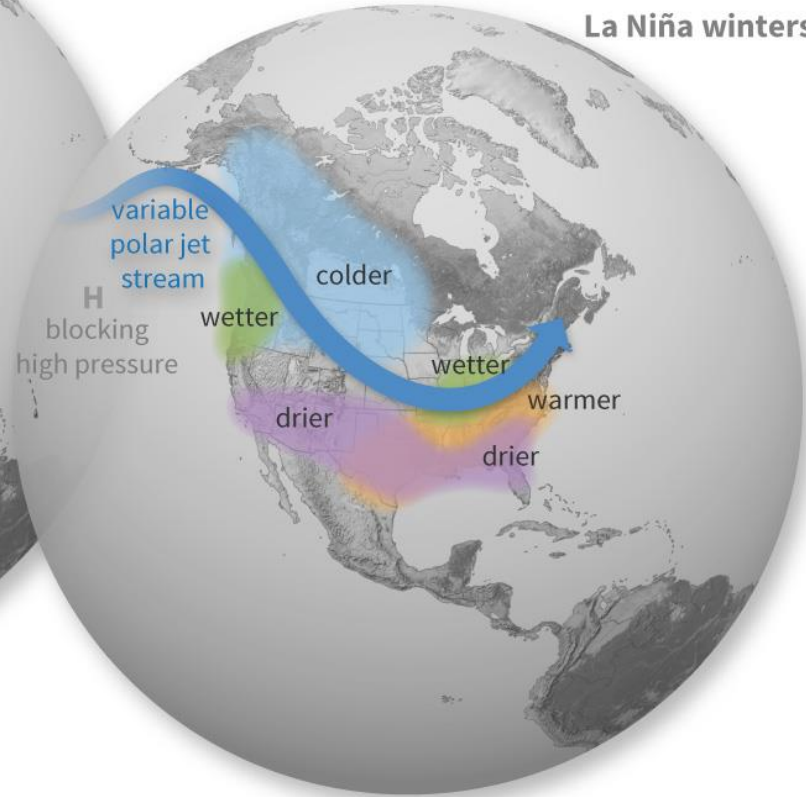 La Niña winters
variable
polar jet
stream
H
blocking
high pressure
colder
wetter
wetter
warmer
drier
drier